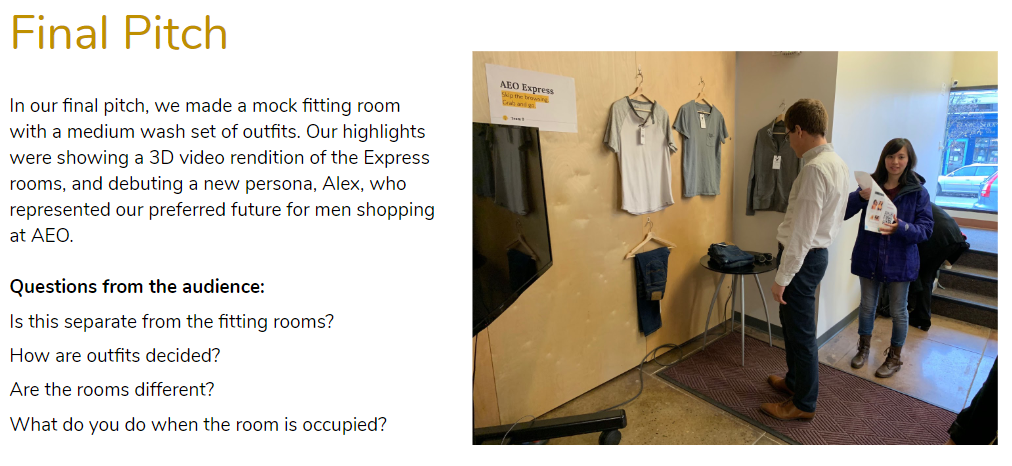 Final Pitch
In our final pitch, we made a mock fitting room
with a medium wash set of outfits. Our highlights
were showing a 3D video rendition of the Express
rooms, and debuting a new persona, Alex, who
represented our preferred future for men shopping
at AEO.
Questions from the audience:
Is this separate from the fitting rooms?
How are outfits decided?
Are the rooms different?
What do you do when the room is occupied?
AEO Express
Skip the browsing.
Grab and go.